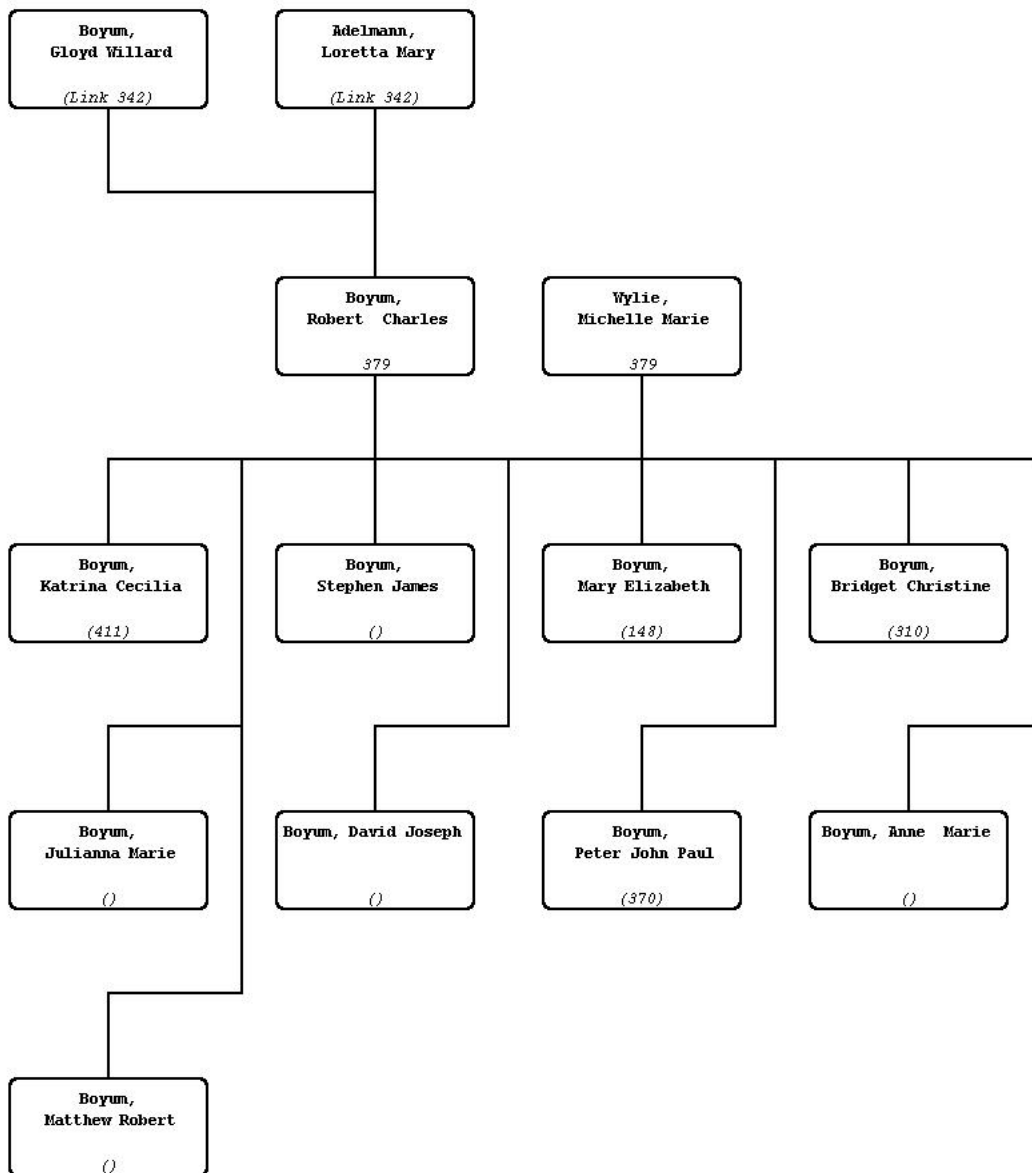 Boyum,
Gloyd Willard
(Link 342)
Adelmann,
Loretta Mary
(Link 342)
Boyum,
Robert Charles
379
Wylie,
Michelle Marie
379
Boyum,
Katrina Cecilia
(411)
Boyum,
Stephen James
()
Boyum,
Mary Elizabeth
(148)
Boyum,
Bridget Christine
(310)
Boyum,
Julianna Marie
()
Boyum, David Joseph
()
Boyum,
Peter John Paul
(370)
Boyum, Anne Marie
()
Boyum,
Matthew Robert
()